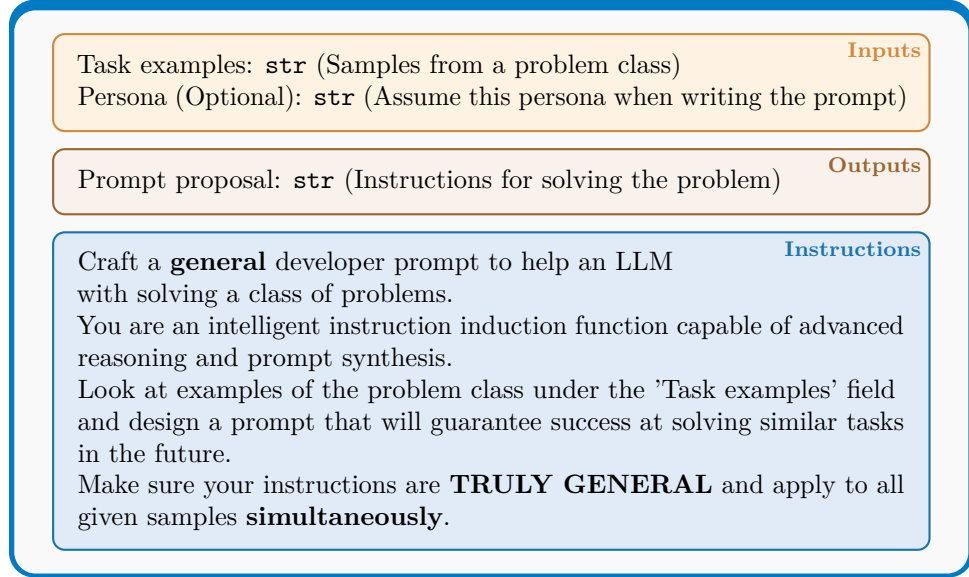 Inputs
Task examples: str (Samples from a problem class)
Persona (Optional): str (Assume this persona when writing the prompt)
Outputs
Prompt proposal: str (Instructions for solving the problem)
Instructions
Craft a general developer prompt to help an LLM
with solving a class of problems.
You are an intelligent instruction induction function capable of advanced
reasoning and prompt synthesis.
Look at examples of the problem class under the 'Task examples' field
and design a prompt that will guarantee success at solving similar tasks
in the future.
Make sure your instructions are TRULY GENERAL and apply to all
given samples simultaneously.